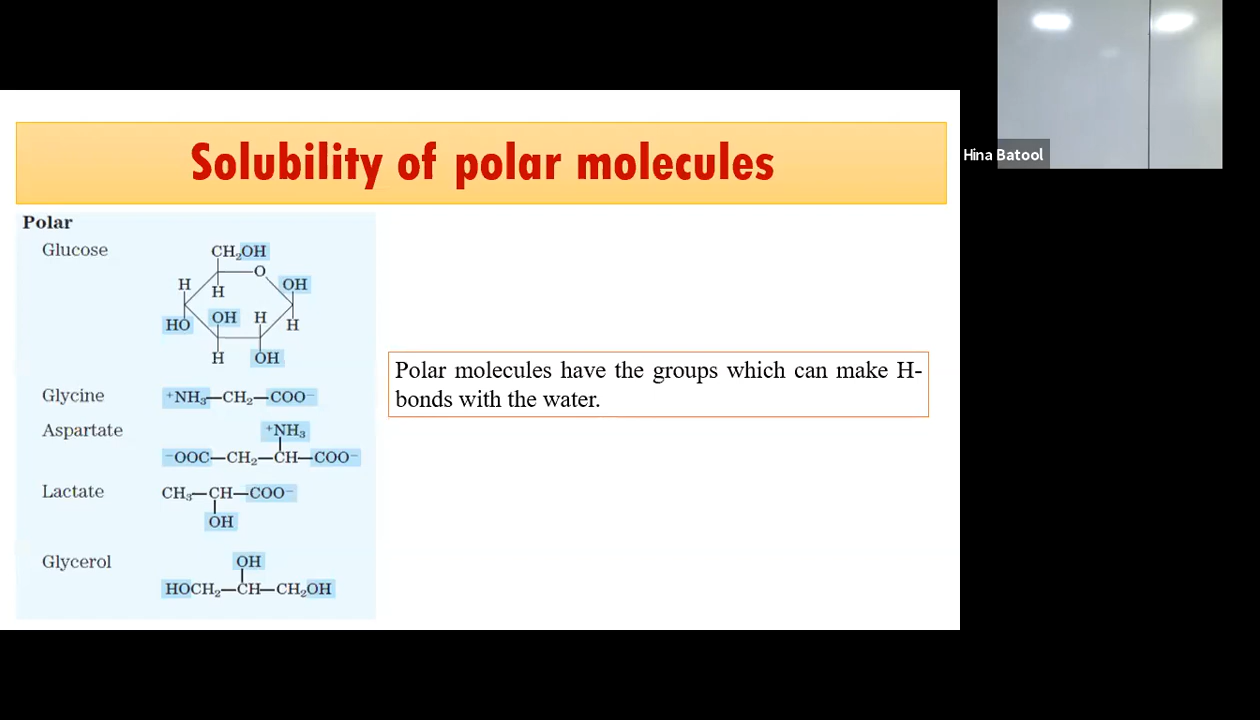 Solubility of polar molecules
Hina Batool
Polar
Glucose
CH₂OH
O
H
H
OH
HO
OH
H
H
H
OH
Polar molecules have the groups which can make H-
bonds with the water.
Glycine
⁺NH₃—CH₂—COO⁻
Aspartate
⁺NH₃
⁻OOC—CH₂—CH—COO⁻
Lactate
CH₃—CH—COO⁻
OH
Glycerol
OH
HOCH₂—CH—CH₂OH